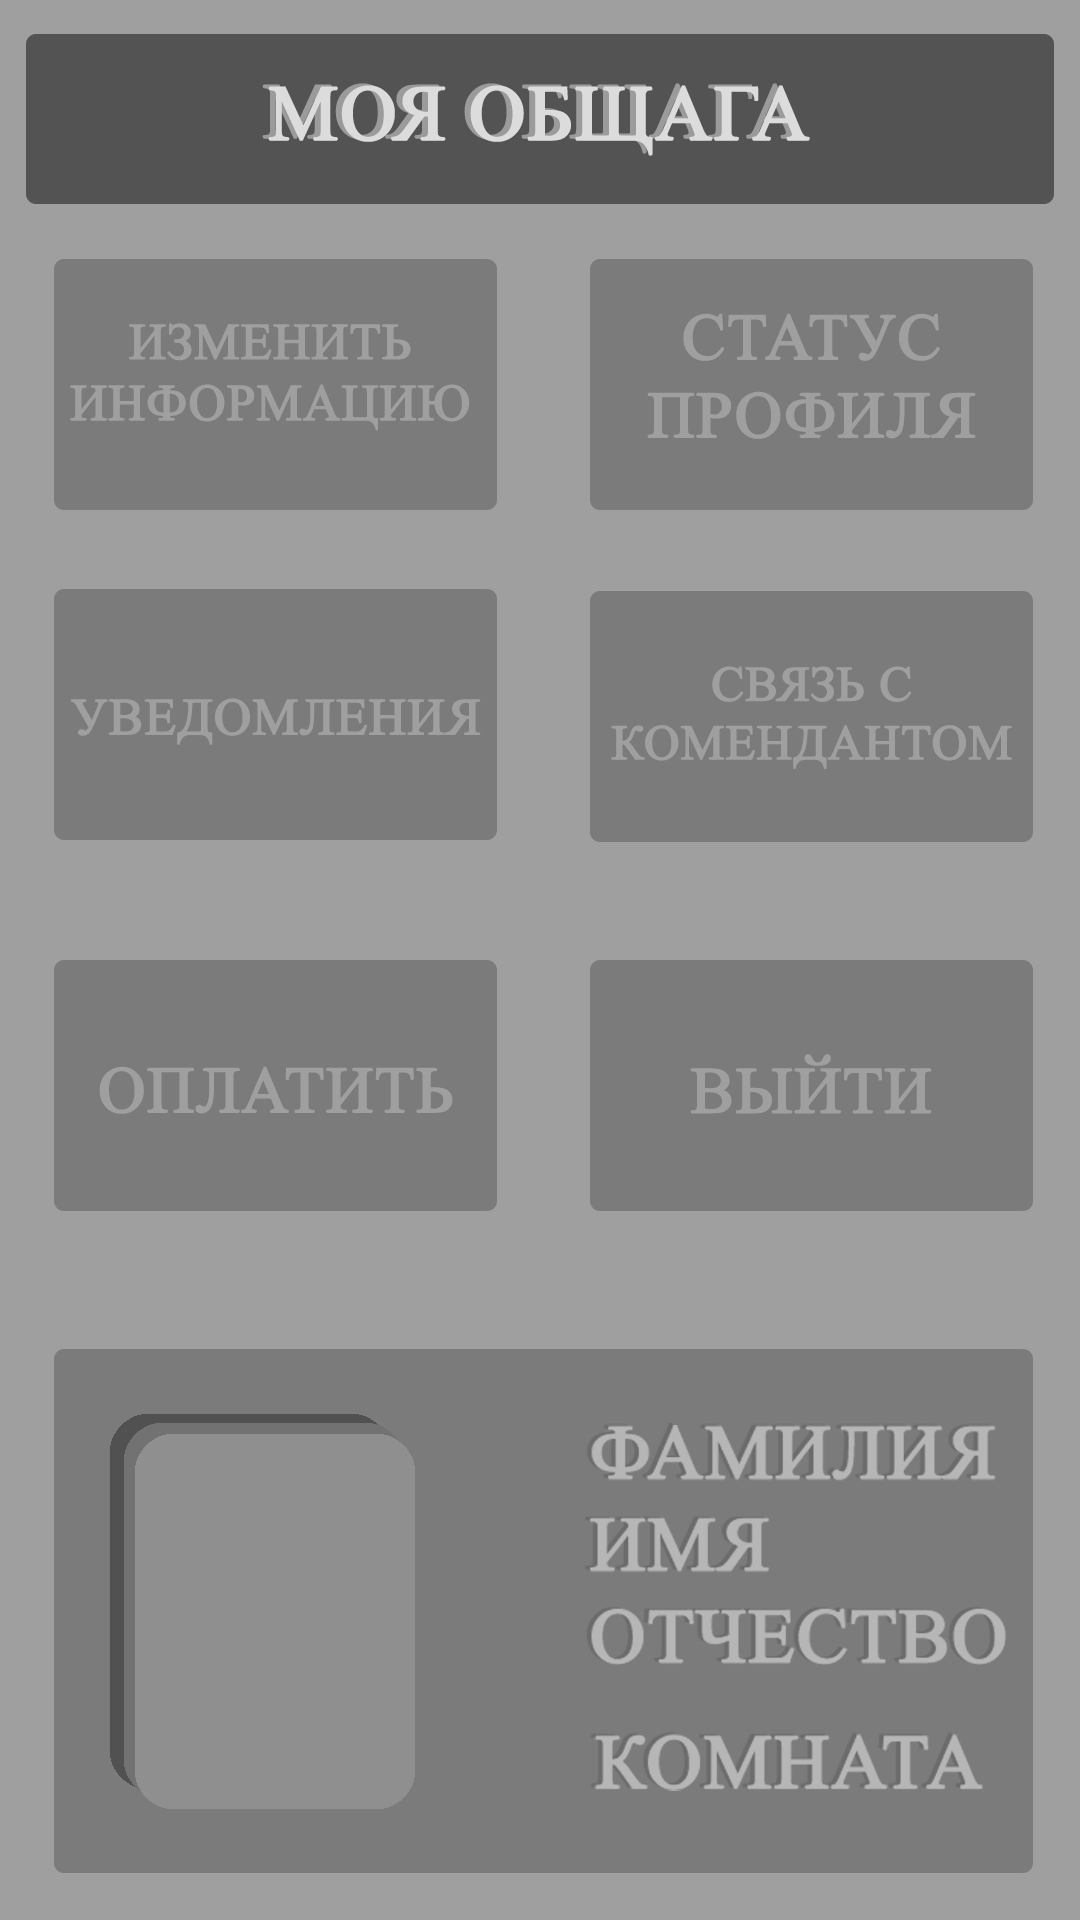 МОЯ ОБЩАГА
ИЗМЕНИТЬ
ИНФОРМАЦИЮ
СТАТУС
ПРОФИЛЯ
УВЕДОМЛЕНИЯ
СВЯЗЬ С
КОМЕНДАНТОМ
ОПЛАТИТЬ
ВЫЙТИ
ФАМИЛИЯ
ИМЯ
ОТЧЕСТВО
КОМНАТА